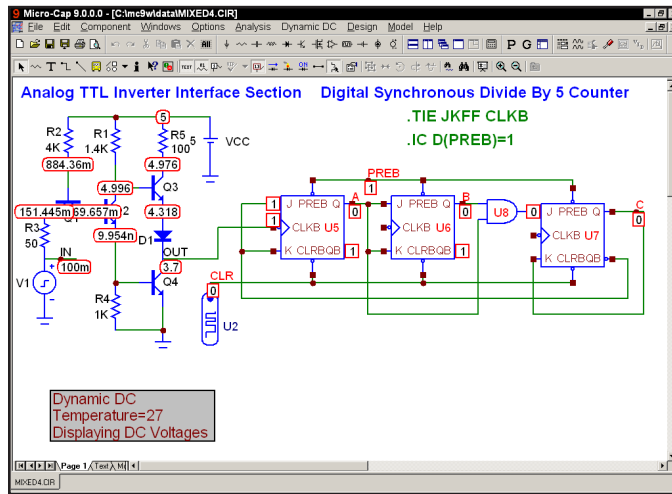 Micro-Cap 9.0.0.0 - [C:\mc9w\data\MIXED4.CIR]
File Edit Component Windows Options Analysis Dynamic DC Design Model Help
Analog TTL Inverter Interface Section Digital Synchronous Divide By 5 Counter
.TIE JKFF CLKB
.IC D(PREB)=1
5
R2
4K
R1
1.4K
R5
100
5
VCC
884.36m
4.976
4.996
Q3
151.445m
69.657m
2
4.318
R3
50
9.954n
D1
IN
100m
OUT
3.7
V1
Q4
R4
1K
CLR
0
U2
PREB
1
A
B
C
1
J PREB Q
0
J PREB Q
0
U8
0
J PREB Q
0
1
CLKB U5
CLKB U6
CLKB U7
K CLRBQB
1
K CLRBQB
1
K CLRBQB
Dynamic DC
Temperature=27
Displaying DC Voltages
Page 1
Text
MIXED4.CIR